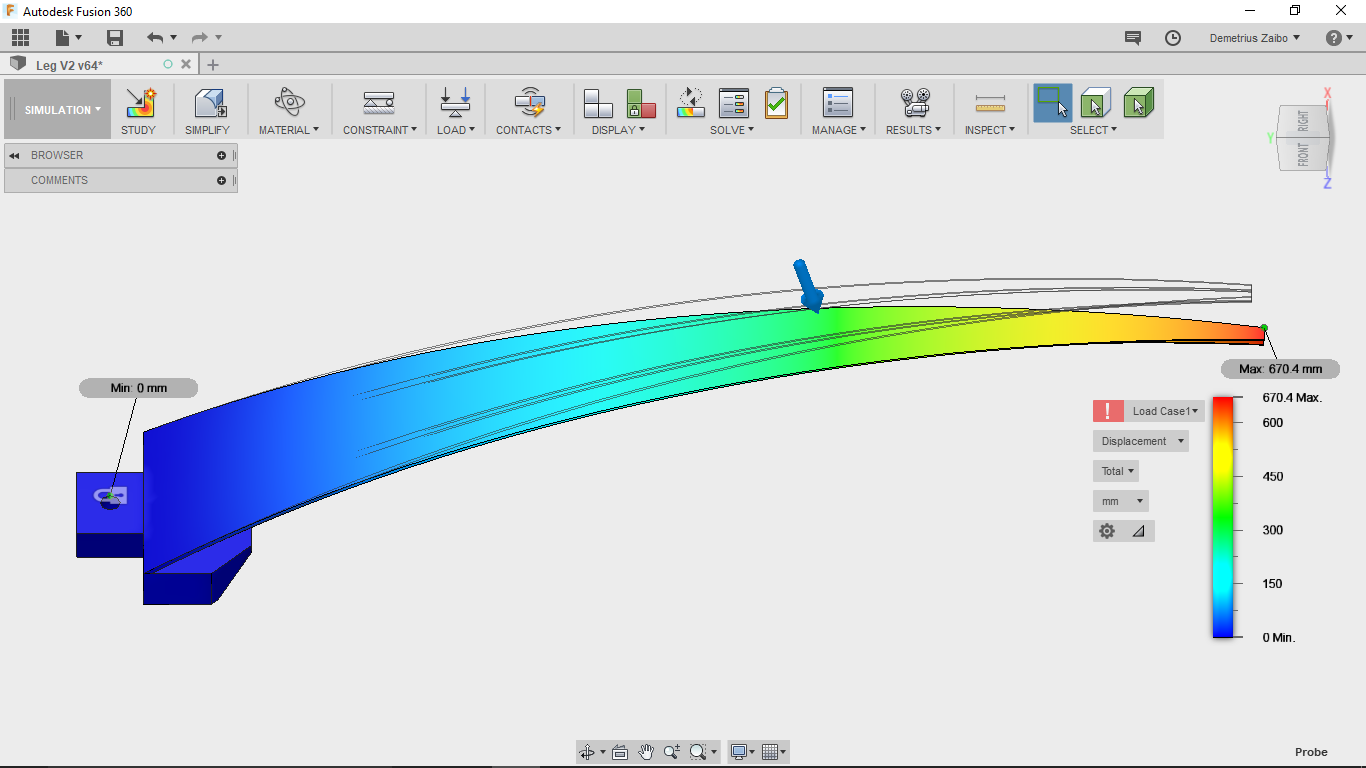 F Autodesk Fusion 360
Demetrius Zaibo
?
Leg V2 v64*
SIMULATION
STUDY
SIMPLIFY
MATERIAL
CONSTRAINT
LOAD
CONTACTS
DISPLAY
SOLVE
MANAGE
RESULTS
INSPECT
SELECT
X
Y
RIGHT
FRONT
Z
BROWSER
COMMENTS
Min: 0 mm
Max: 670.4 mm
! Load Case1
Displacement
Total
mm
670.4 Max.
600
450
300
150
0 Min.
Probe